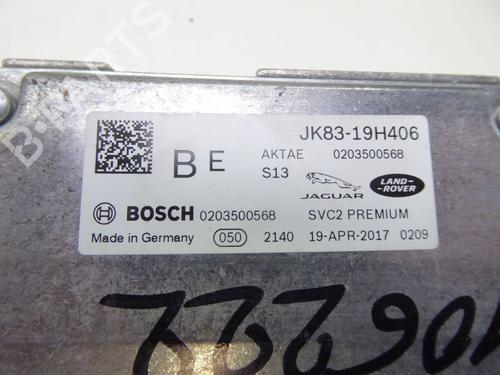 JK83-19H406
B E AKTAE 0203500568
S13
JAGUAR LAND-ROVER
BOSCH 0203500568 SVC2 PREMIUM
Made in Germany 050 2140 19-APR-2017 0209
B-PARTS